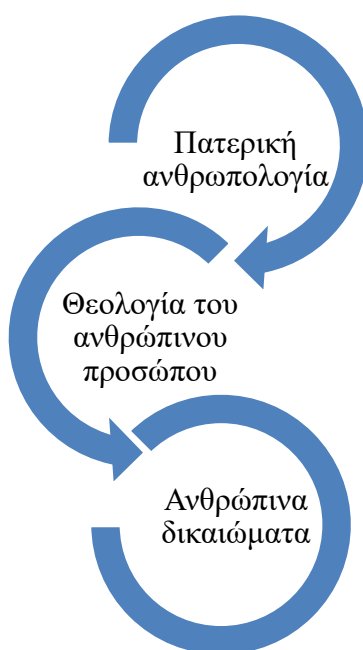 Πατερική
ανθρωπολογία
Θεολογία του
ανθρώπινου
προσώπου
Ανθρώπινα
δικαιώματα